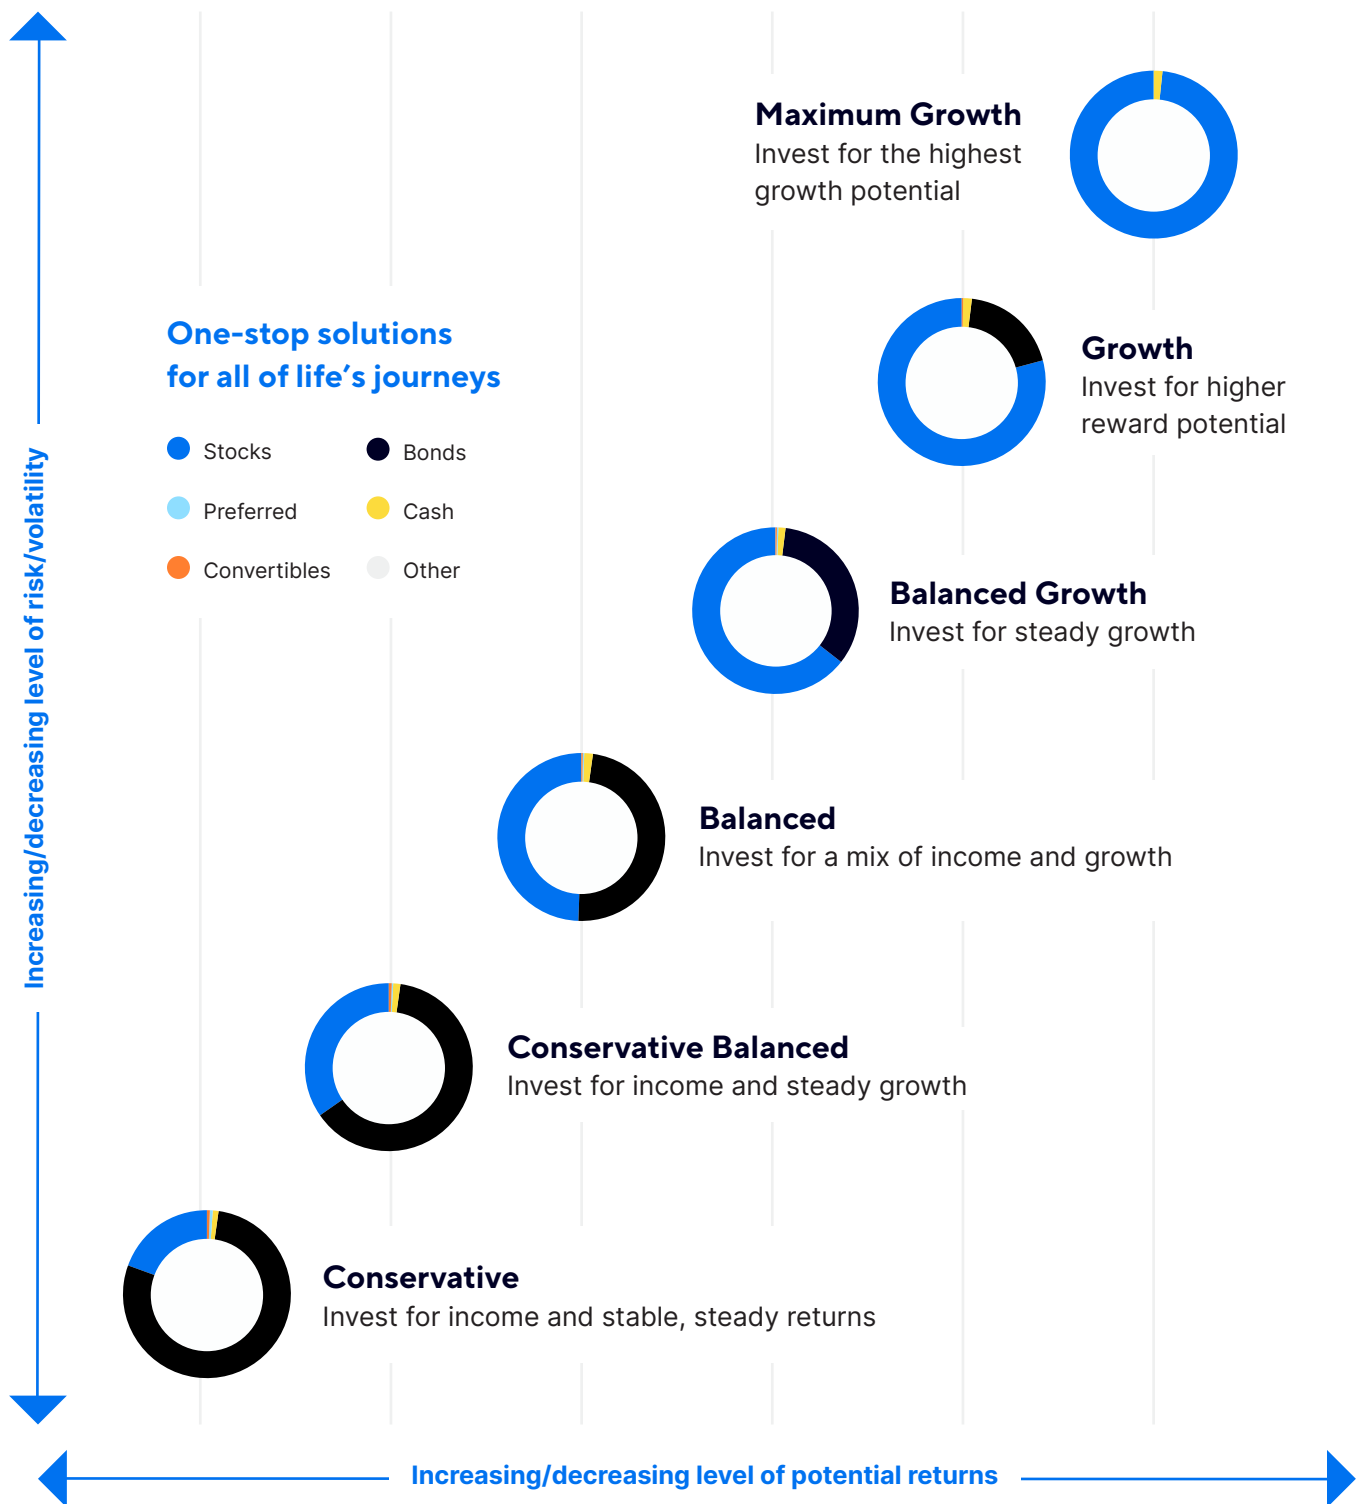 Maximum Growth
Invest for the highest
growth potential
One-stop solutions
for all of life’s journeys
Stocks
Bonds
Preferred
Cash
Convertibles
Other
Growth
Invest for higher
reward potential
Balanced Growth
Invest for steady growth
Balanced
Invest for a mix of income and growth
Conservative Balanced
Invest for income and steady growth
Conservative
Invest for income and stable, steady returns
Increasing/decreasing level of risk/volatility
Increasing/decreasing level of potential returns